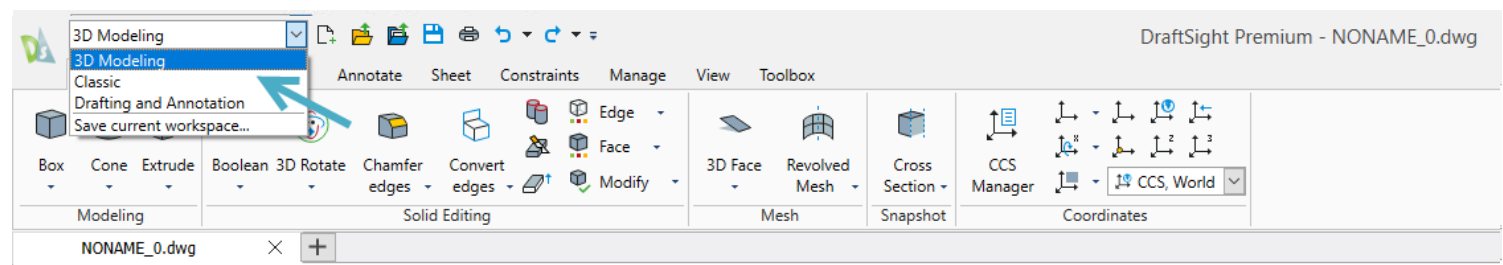 3D Modeling
DraftSight Premium - NONAME_0.dwg
3D Modeling
Classic
Drafting and Annotation
Save current workspace...
Annotate Sheet Constraints Manage View Toolbox
Edge
Face
Modify
Box Cone Extrude Boolean 3D Rotate Chamfer edges Convert edges 3D Face Revolved Mesh Cross Section CCS Manager
CCS, World
Modeling Solid Editing Mesh Snapshot Coordinates
NONAME_0.dwg